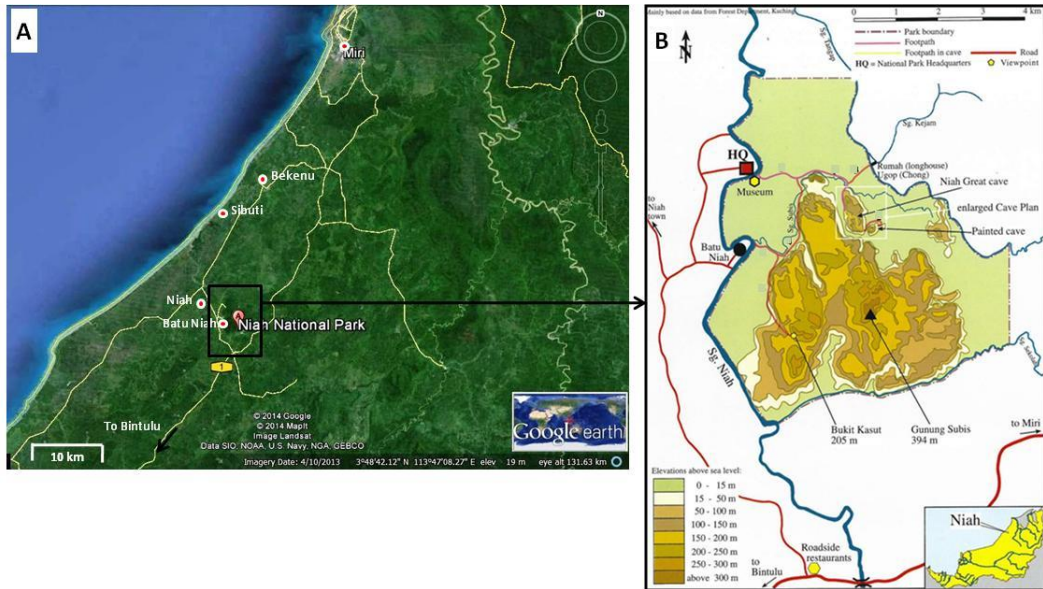 A
N
Miri
Bekenu
Sibuti
Niah
Batu Niah
A
Niah National Park
1
To Bintulu
10 km
© 2014 Google
© 2014 MapIt
Image Landsat
Data SIO, NOAA, U.S. Navy, NGA, GEBCO
Google earth
Imagery Date: 4/10/2013 3°48'42.12" N 113°47'08.27" E elev 19 m eye alt 131.63 km
B
Mainly based on data from Forest Department, Kuching
0 1 2 4 km
N
Park boundary
Footpath
Footpath in cave
Road
HQ = National Park Headquarters
Viewpoint
Sg. Tangap
Sg. Kejam
HQ
Rumah (longhouse)
Ugop (Chong)
Museum
Niah Great cave
to
Niah
town
enlarged Cave Plan
Painted cave
Batu
Niah
Sg. Niah
Bukit Kasut
205 m
Gunung Subis
394 m
to Miri
Elevations above sea level:
0 - 15 m
15 - 50 m
50 - 100 m
100 - 150 m
150 - 200 m
200 - 250 m
250 - 300 m
above 300 m
Roadside
restaurants
to
Bintulu
Niah